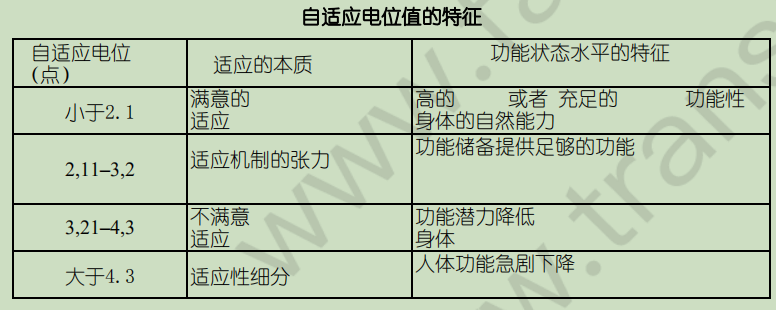 自适应电位值的特征
自适应电位
(点)
适应的本质
功能状态水平的特征
小于2.1
满意的
适应
高的 或者 充足的 功能性
身体的自然能力
2,11–3,2
适应机制的张力
功能储备提供足够的功能
3,21–4,3
不满意
适应
功能潜力降低
身体
大于4.3
适应性细分
人体功能急剧下降